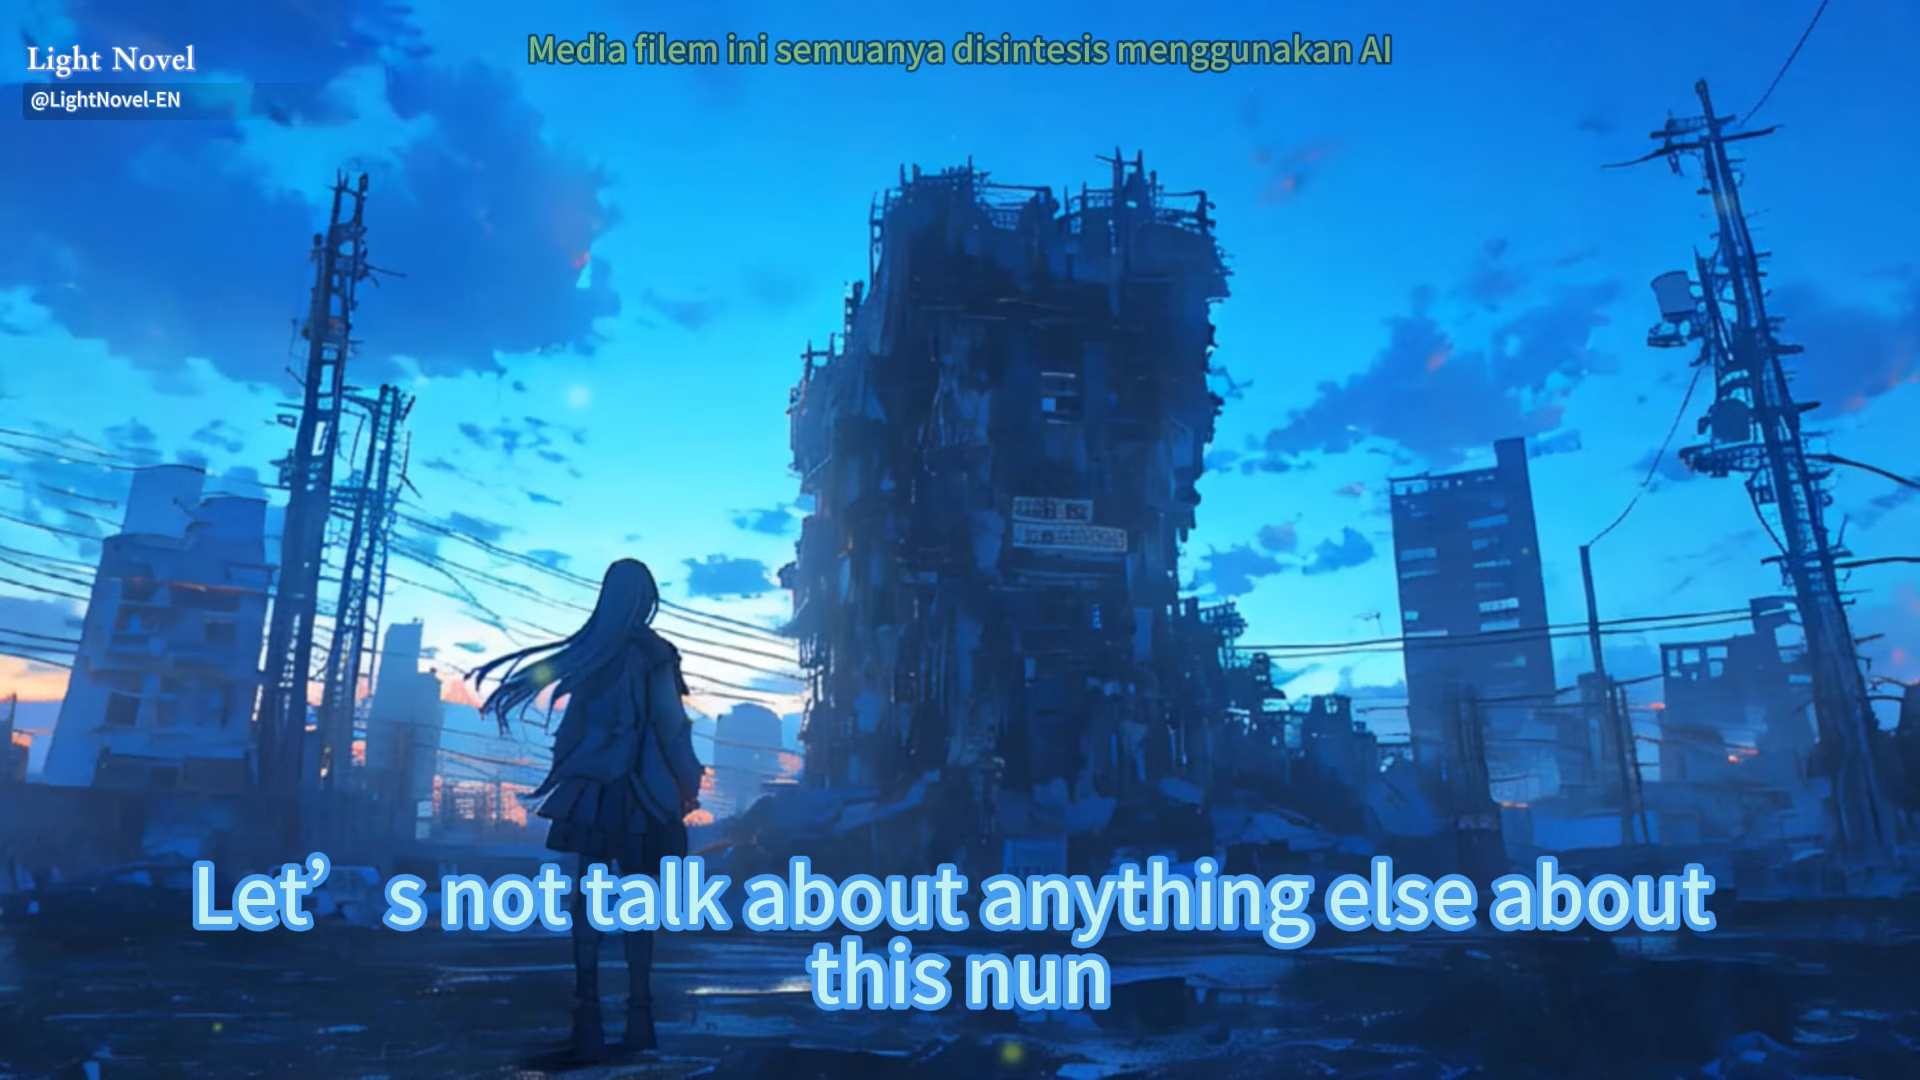 Media filem ini semuanya disintesis menggunakan AI
Light Novel
@LightNovel-EN
Let’s not talk about anything else about
this nun